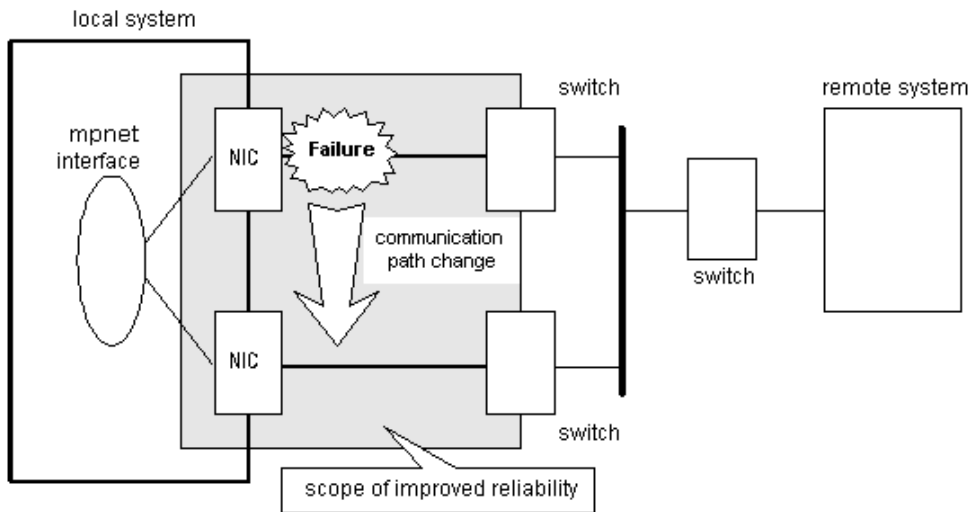 local system
switch
remote system
mpnet
interface
NIC
Failure
communication
path change
switch
NIC
switch
scope of improved reliability